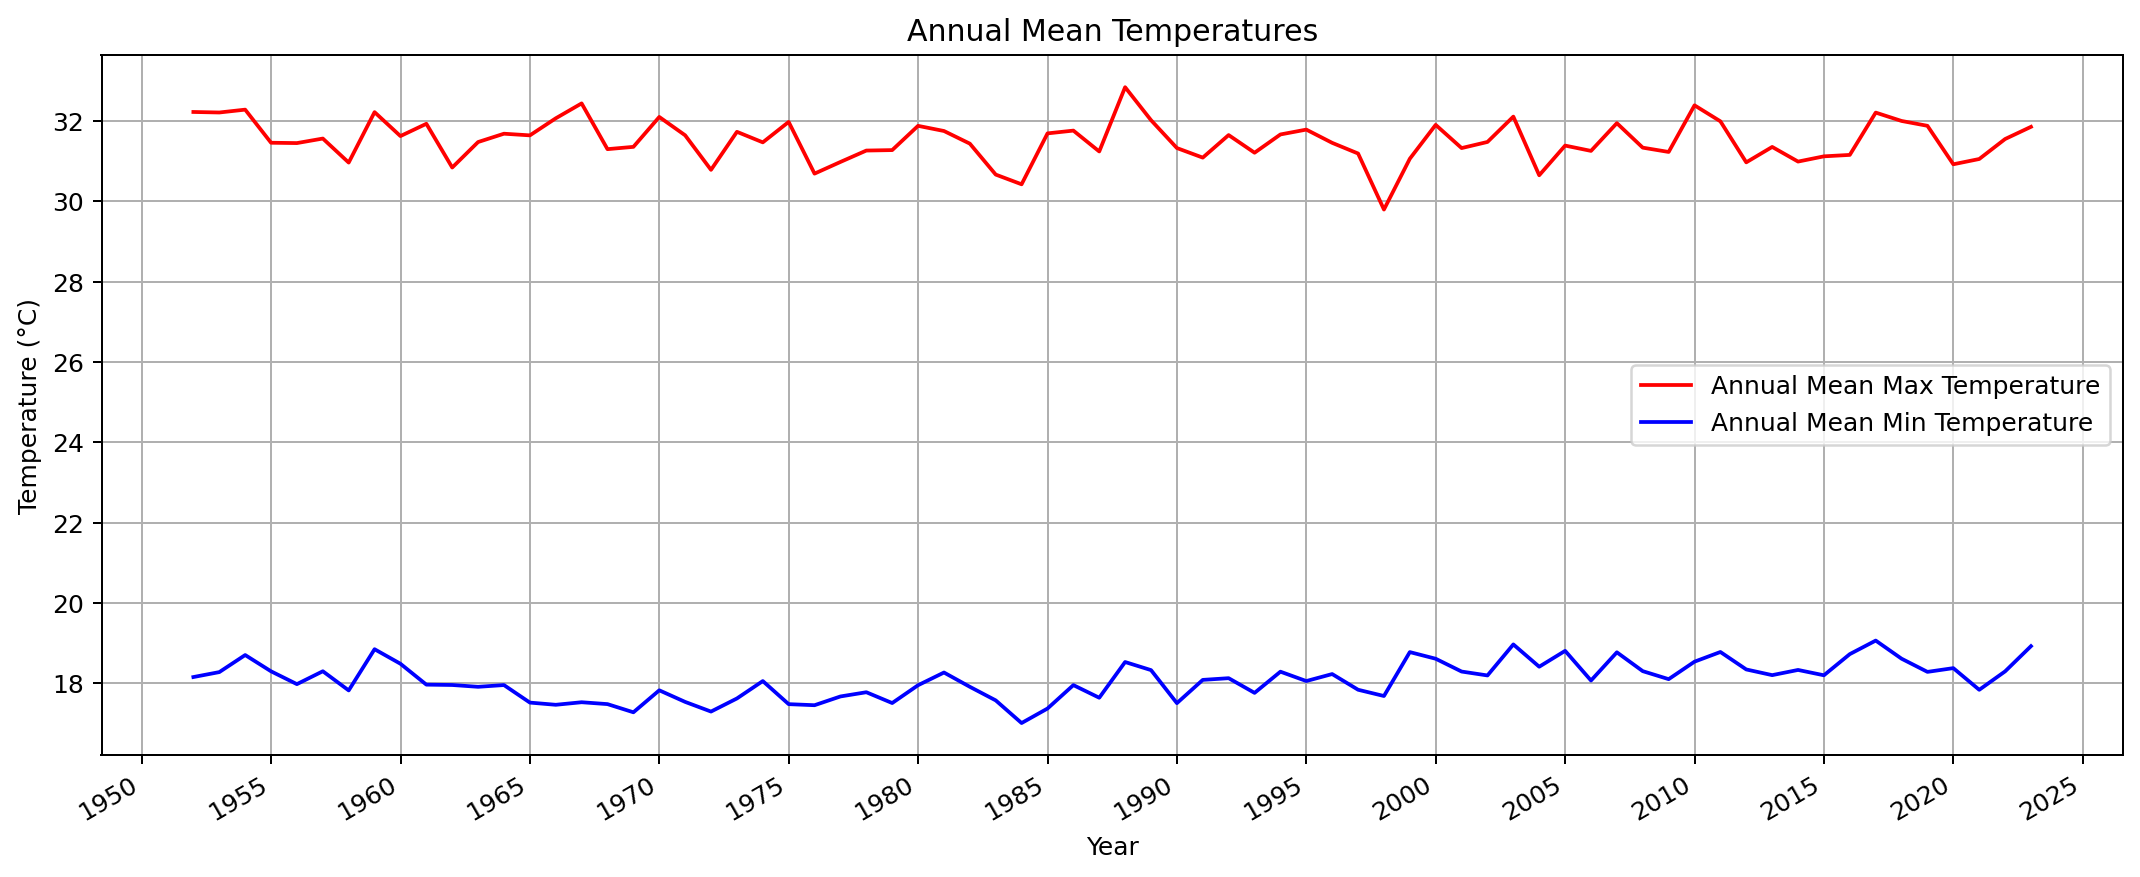 Annual Mean Temperatures
32
30
28
26
24
22
20
18
Temperature (°C)
Annual Mean Max Temperature
Annual Mean Min Temperature
1950 1955 1960 1965 1970 1975 1980 1985 1990 1995 2000 2005 2010 2015 2020 2025
Year